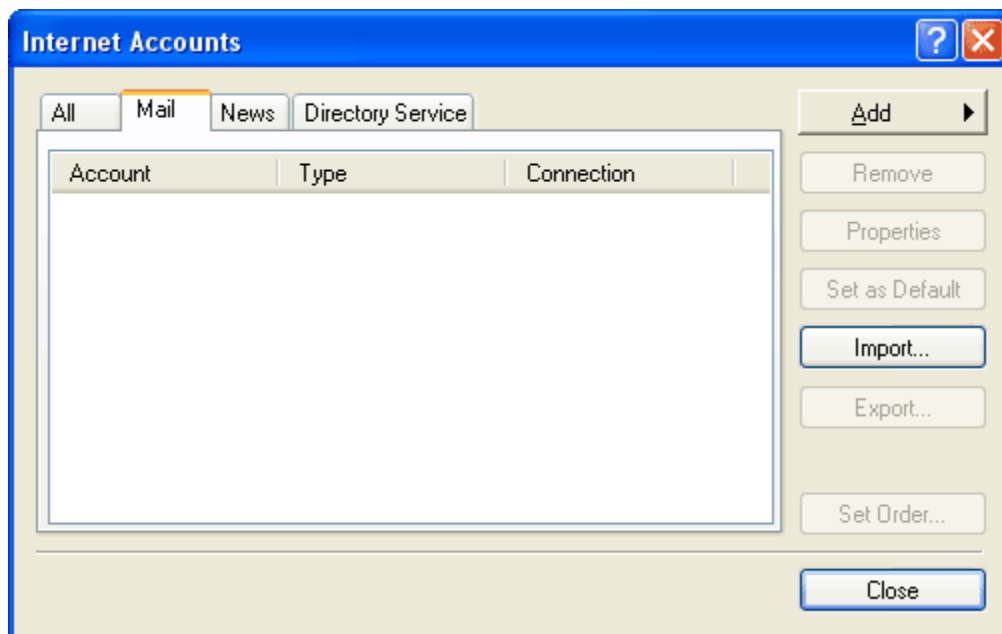 Internet Accounts
All Mail News Directory Service
Account Type Connection
Add
Remove
Properties
Set as Default
Import...
Export...
Set Order...
Close